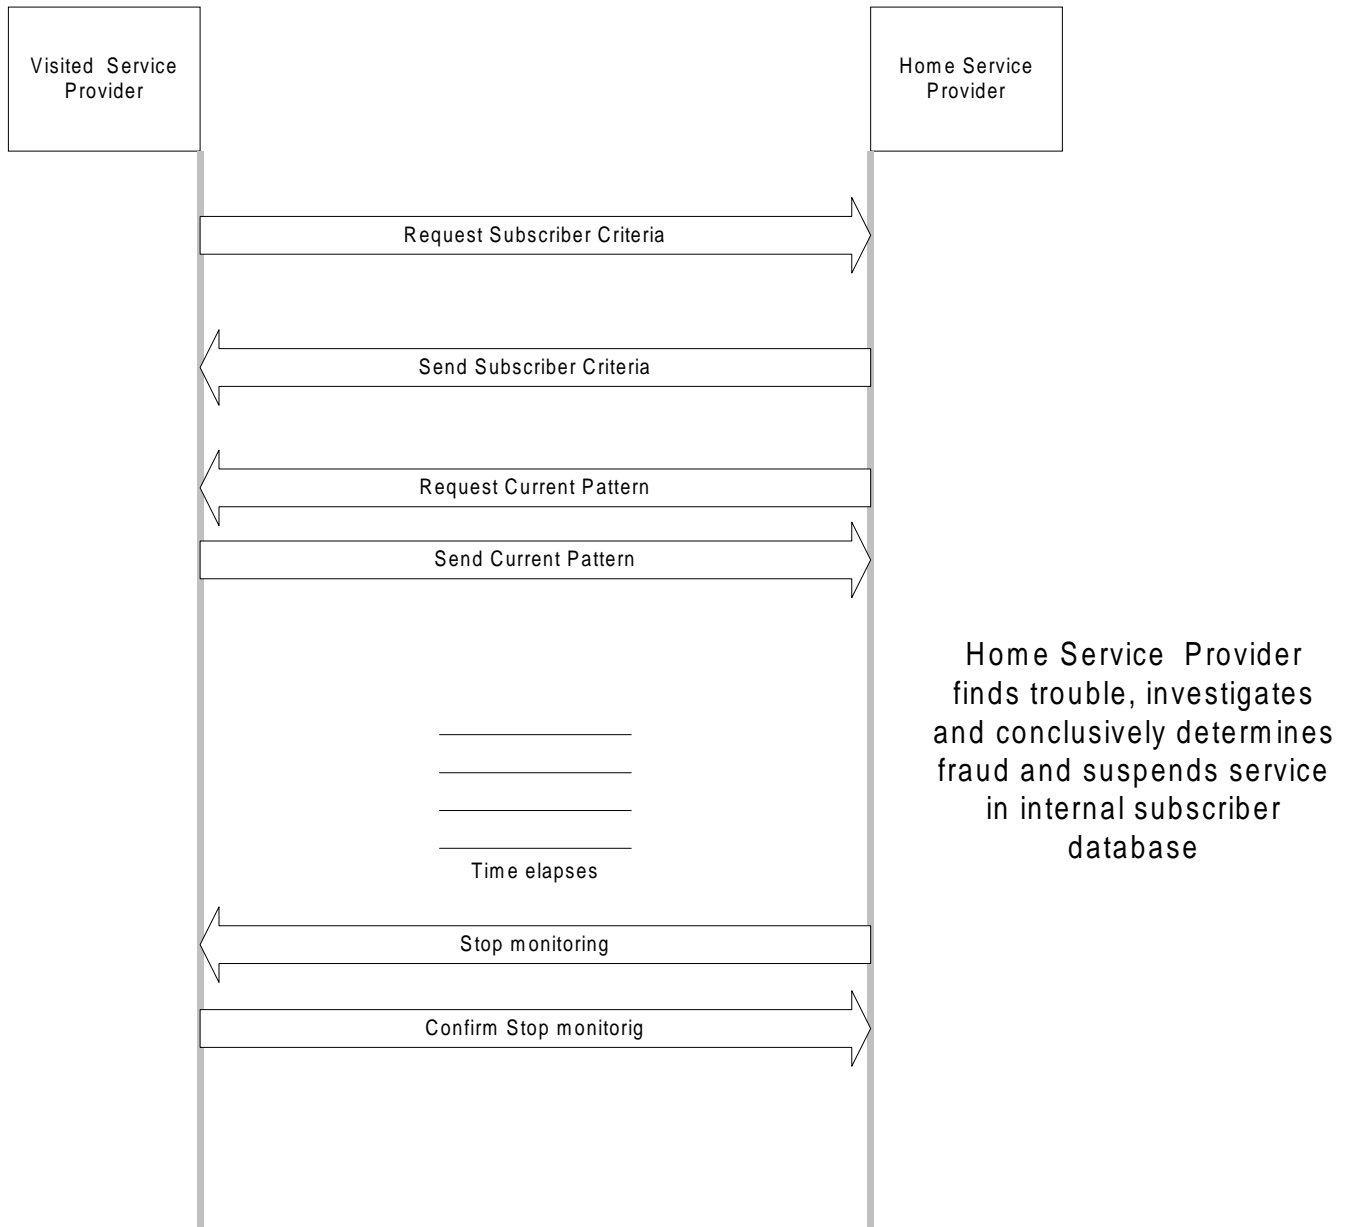 Visited Service
Provider
Home Service
Provider
Request Subscriber Criteria
Send Subscriber Criteria
Request Current Pattern
Send Current Pattern
Home Service Provider
finds trouble, investigates
and conclusively determines
fraud and suspends service
in internal subscriber
database
Time elapses
Stop monitoring
Confirm Stop monitorig